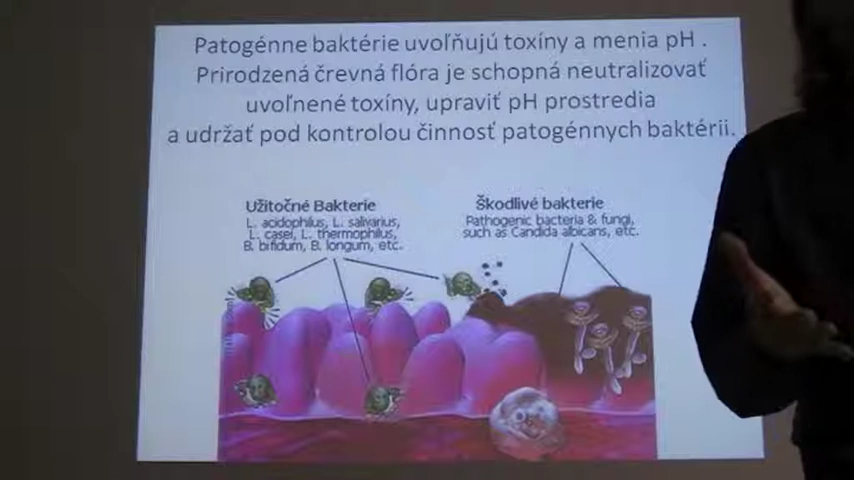 Patogénne baktérie uvoľňujú toxíny a menia pH .
Prirodzená črevná flóra je schopná neutralizovať
uvoľnené toxíny, upraviť pH prostredia
a udržať pod kontrolou činnosť patogénnych baktérii.
Užitočné Bakterie
L. acidophilus, L. salivarius,
L. casei, L. thermophilus,
B. bifidum, B. longum, etc.
Škodlivé bakterie
Pathogenic bacteria & fungi,
such as Candida albicans, etc.